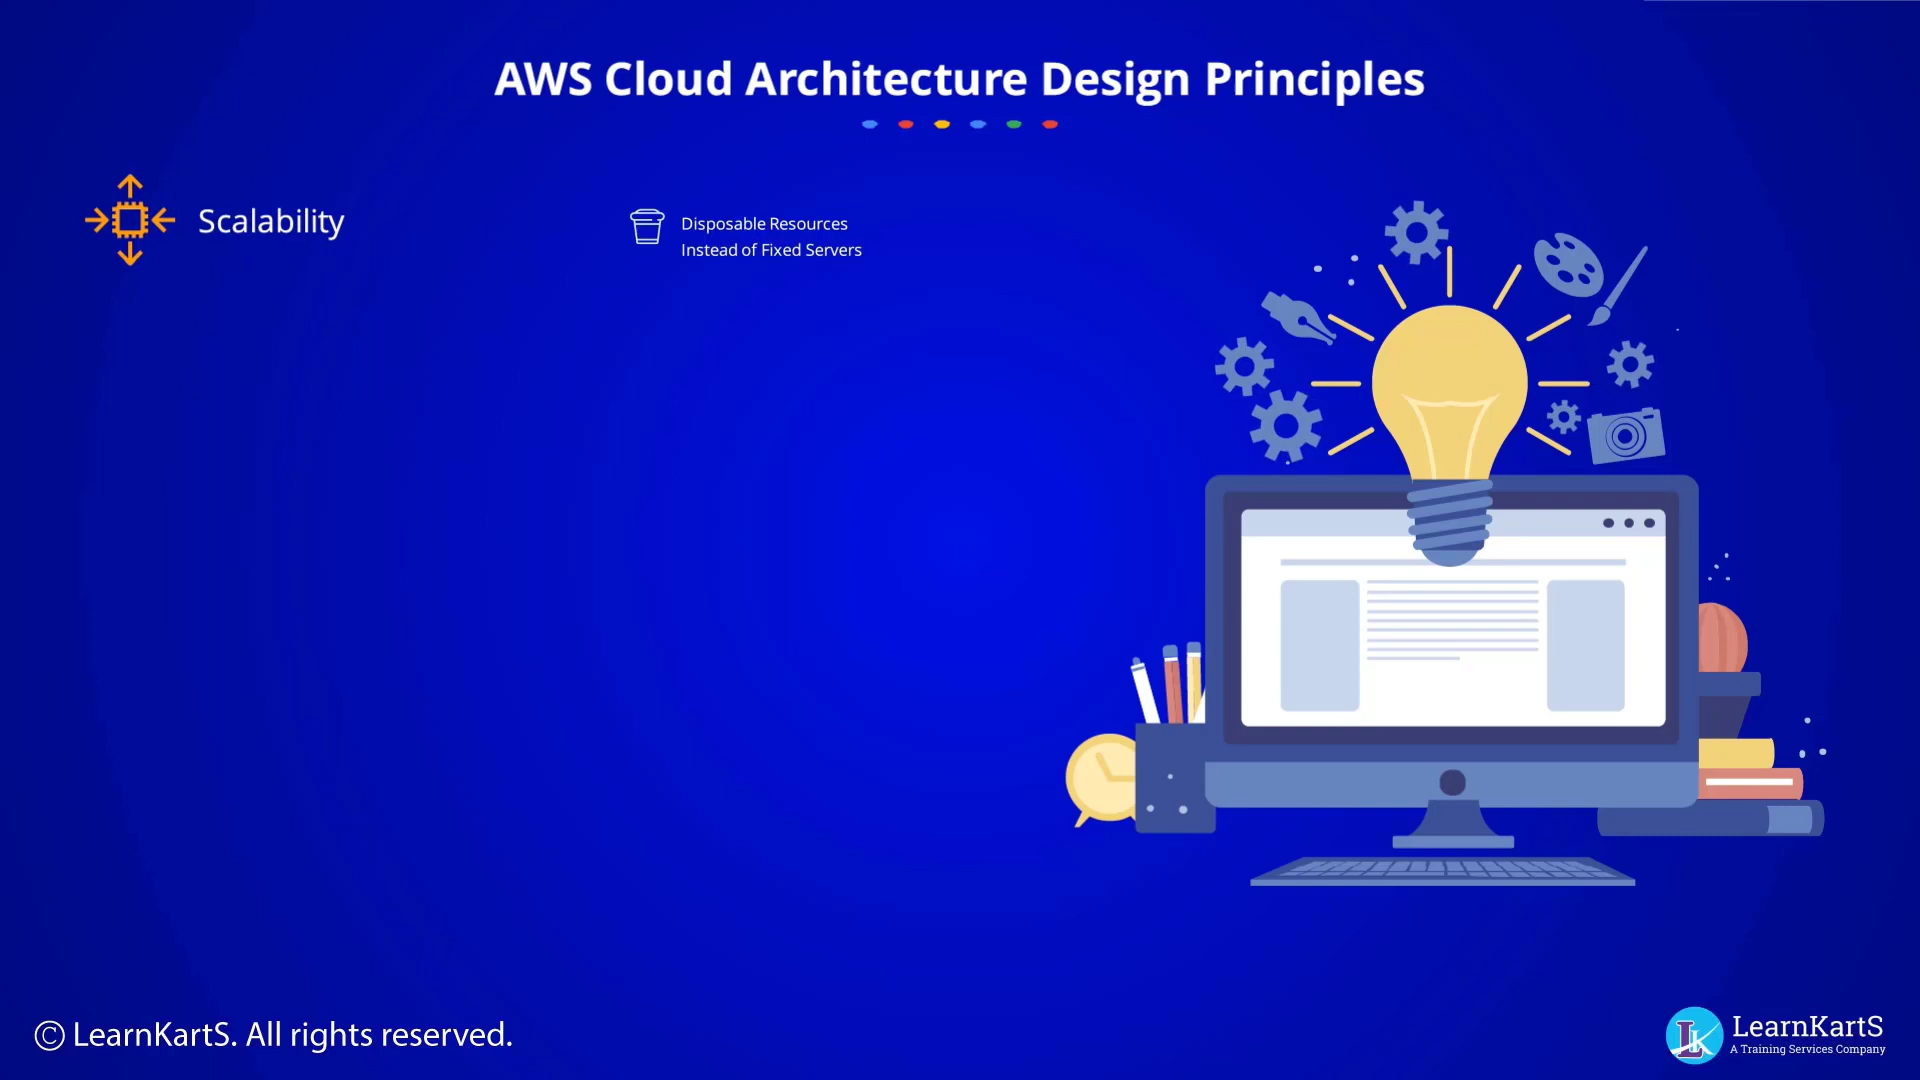 AWS Cloud Architecture Design Principles
Scalability
Disposable Resources
Instead of Fixed Servers
© LearnKartS. All rights reserved.
LearnKartS
A Training Services Company